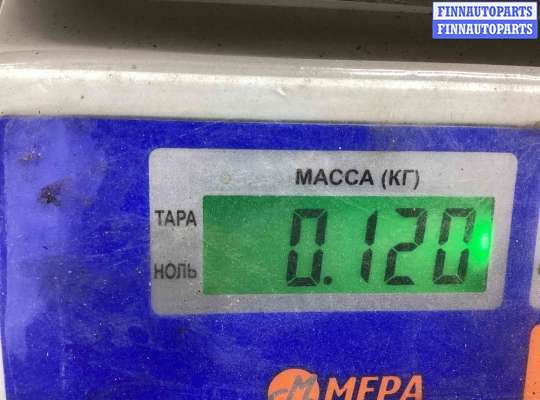 FINNAUTOPARTS
FINNAUTOPARTS
МАССА (КГ)
ТАРА
0.120
НОЛЬ
МЕРА